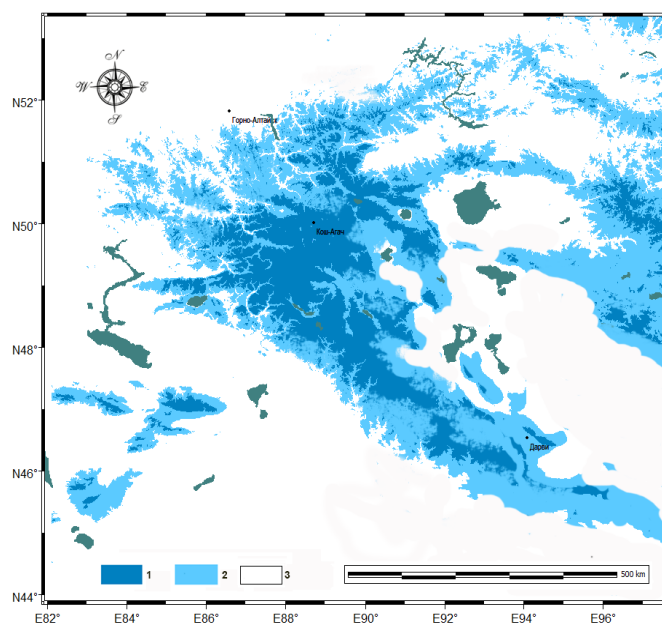 N
W E
S
N52°
Горно-Алтайск
N50°
Кош-Агач
N48°
Дарви
N46°
1 2 3 500 km
N44°
E82° E84° E86° E88° E90° E92° E94° E96°